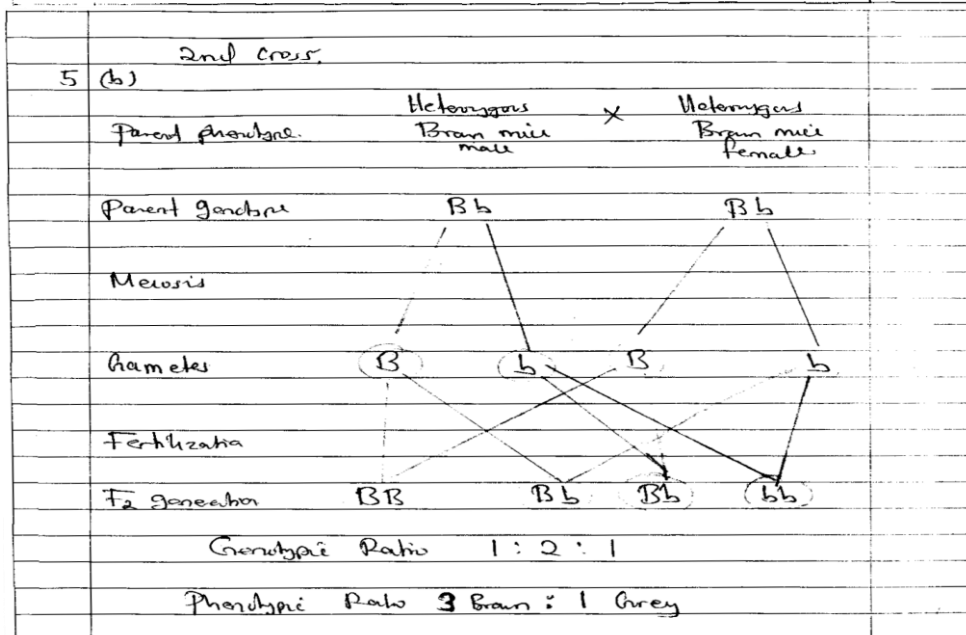 2nd cross.
5 (b)
Heterozygous × Heterozygous
Parent phenotype. Brown mice Brown mice
male female
Parent genotype Bb Bb
Meiosis
Gametes B b B b
Fertilization
F2 generation BB Bb Bb bb
Genotypic Ratio 1 : 2 : 1
Phenotypic Ratio 3 Brown : 1 Grey